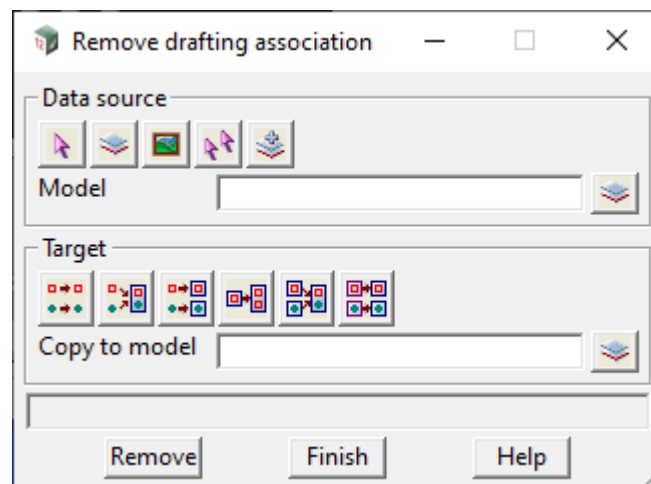 Remove drafting association
Data source
Model
Target
Copy to model
Remove Finish Help